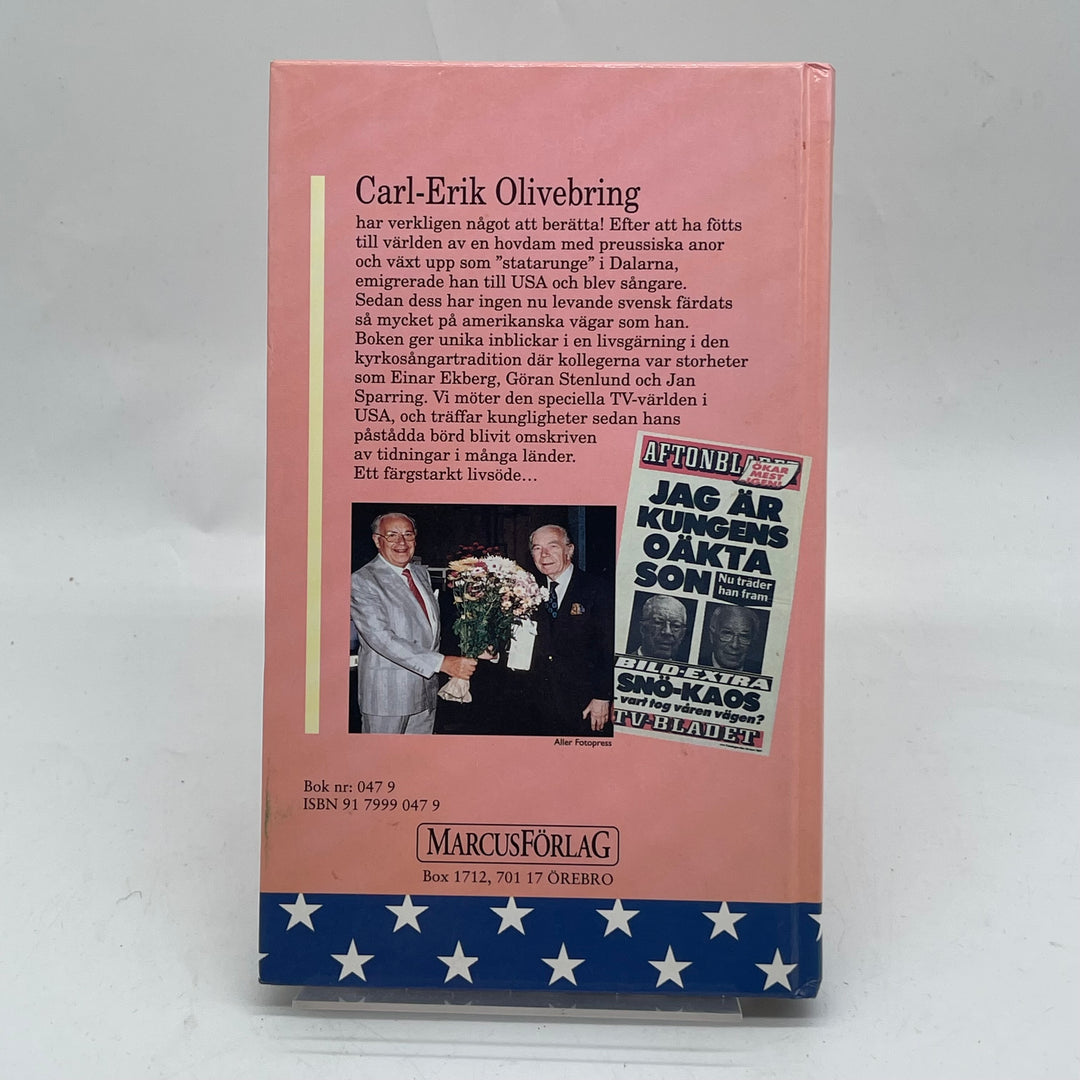 Carl-Erik Olivebring
har verkligen något att berätta! Efter att ha fötts
till världen av en hovdam med preussiska anor
och växt upp som ”statarunge” i Dalarna,
emigrerade han till USA och blev sångare.
Sedan dess har ingen nu levande svensk färdats
så mycket på amerikanska vägar som han.
Boken ger unika inblickar i en livsgärning i den
kyrkosångartradition där kollegerna var storheter
som Einar Ekberg, Göran Stenlund och Jan
Sparring. Vi möter den speciella TV-världen i
USA, och träffar kungligheter sedan hans
påstådda börd blivit omskriven
av tidningar i många länder.
Ett färgstarkt livsöde...
AFTONBL
ÖKAR
MEST
IGEN!
JAG ÄR
KUNGENS
OÄKTA
SON
Nu träder
han fram
BILD-EXTRA
SNÖ-KAOS
- vart tog våren vägen?
TV-BLADET
Aller Fotopress
Bok nr: 047 9
ISBN 91 7999 047 9
MARCUSFÖRLAG
Box 1712, 701 17 ÖREBRO